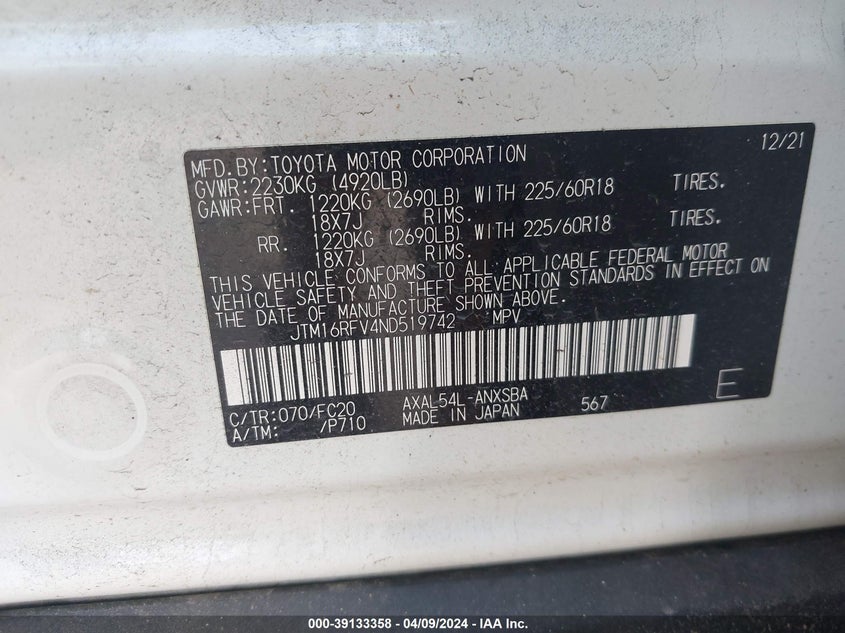 MFD.BY:TOYOTA MOTOR CORPORATION 12/21
GVWR:2230KG (4920LB)
GAWR:FRT. 1220KG (2690LB) WITH 225/60R18 TIRES.
18X7J RIMS.
RR. 1220KG (2690LB) WITH 225/60R18 TIRES.
18X7J RIMS.
THIS VEHICLE CONFORMS TO ALL APPLICABLE FEDERAL MOTOR
VEHICLE SAFETY AND THEFT PREVENTION STANDARDS IN EFFECT ON
THE DATE OF MANUFACTURE SHOWN ABOVE.
JTM16RFV4ND519742 MPV
C/TR:070/FC20 AXAL54L-ANXSBA 567 E
A/TM: /P710 MADE IN JAPAN
000-39133358 - 04/09/2024 - IAA Inc.